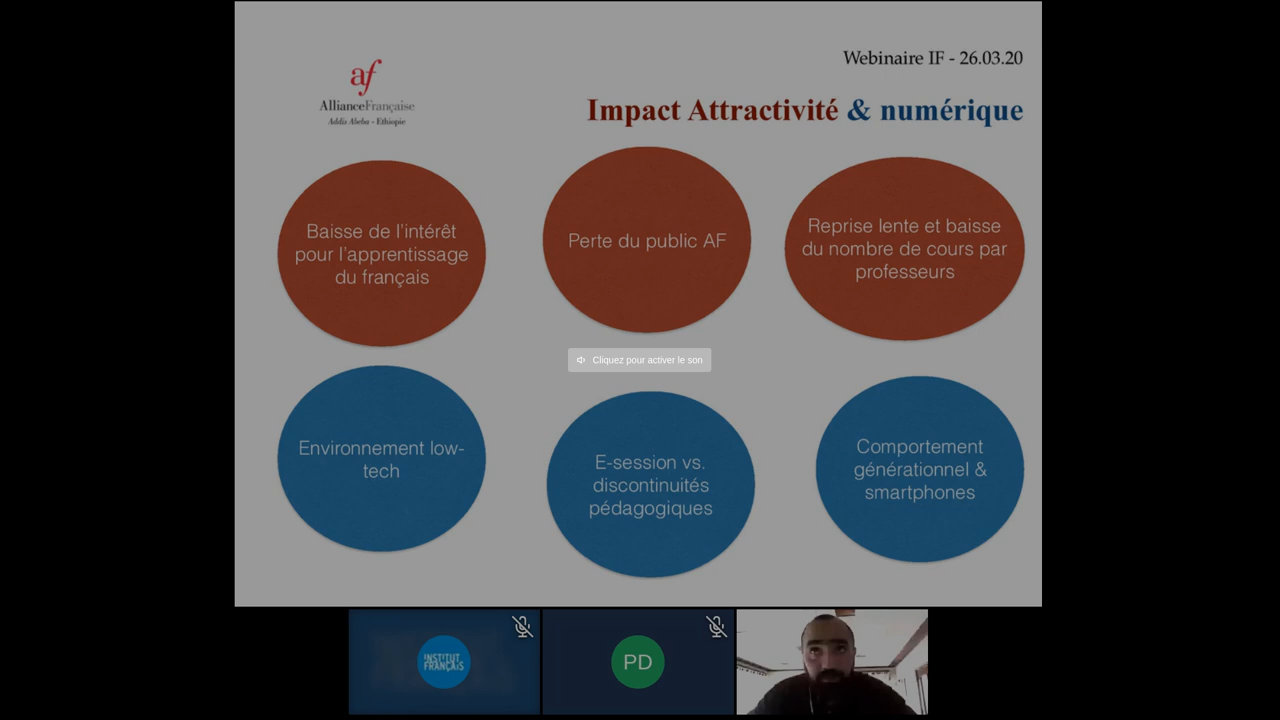 Webinaire IF - 26.03.20
af
AllianceFrançaise
Addis Abeba - Ethiopie
Impact Attractivité & numérique
Baisse de l'intérêt
pour l'apprentissage
du français
Perte du public AF
Reprise lente et baisse
du nombre de cours par
professeurs
Cliquez pour activer le son
Environnement low-
tech
E-session vs.
discontinuités
pédagogiques
Comportement
générationnel &
smartphones
INSTITUT
FRANÇAIS
PD